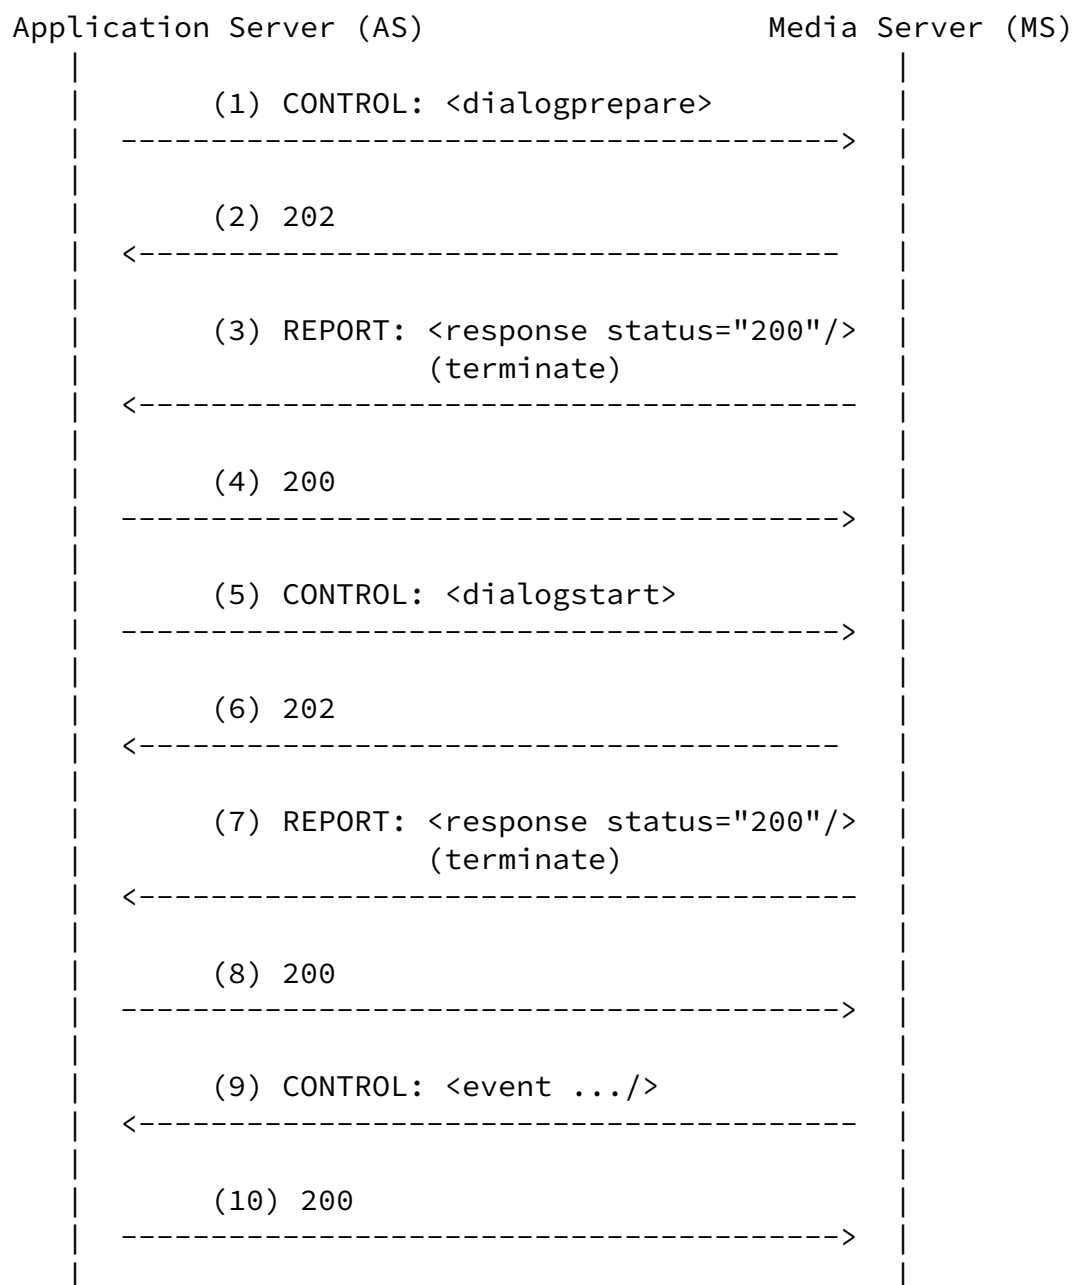 Application Server (AS) Media Server (MS)
(1) CONTROL: <dialogprepare>
(2) 202
(3) REPORT: <response status="200"/>
(terminate)
(4) 200
(5) CONTROL: <dialogstart>
(6) 202
(7) REPORT: <response status="200"/>
(terminate)
(8) 200
(9) CONTROL: <event .../>
(10) 200